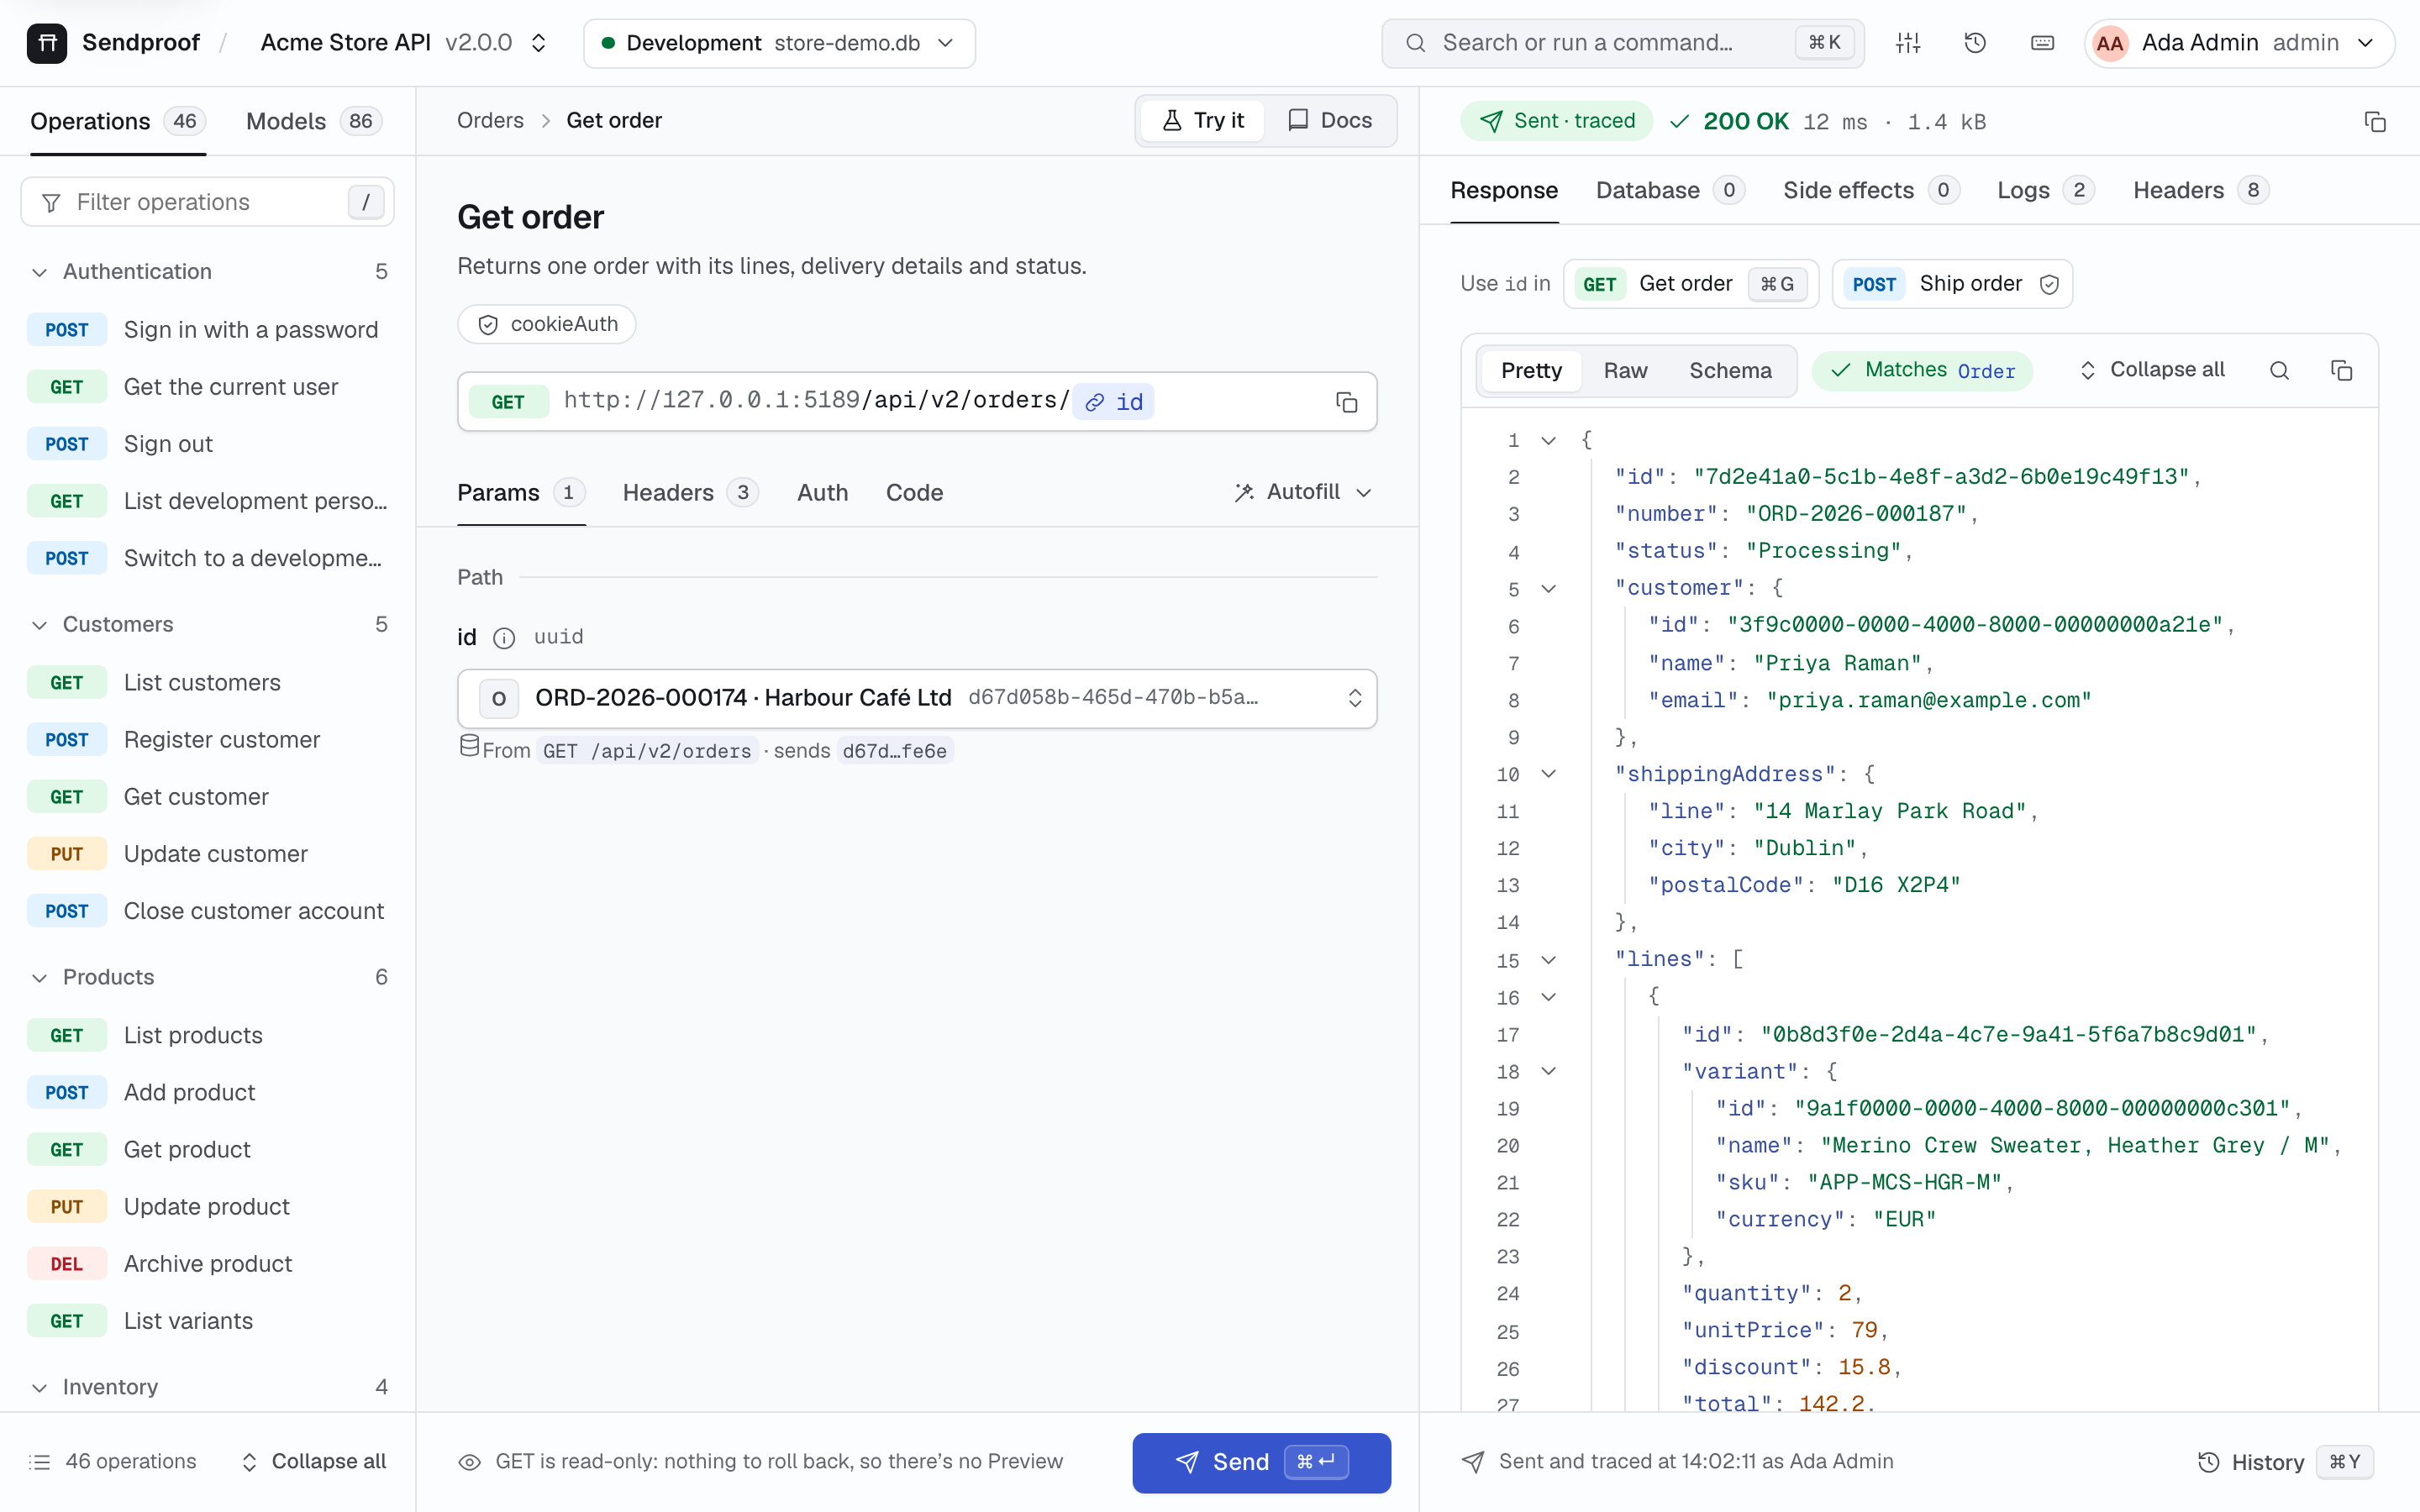 Sendproof / Acme Store API v2.0.0
Development store-demo.db
Search or run a command... ⌘K
AA Ada Admin admin
Operations 46 Models 86
Filter operations /
Authentication 5
POST Sign in with a password
GET Get the current user
POST Sign out
GET List development perso...
POST Switch to a developme...
Customers 5
GET List customers
POST Register customer
GET Get customer
PUT Update customer
POST Close customer account
Products 6
GET List products
POST Add product
GET Get product
PUT Update product
DEL Archive product
GET List variants
Inventory 4
46 operations Collapse all
Orders > Get order
Try it Docs
Get order
Returns one order with its lines, delivery details and status.
cookieAuth
GET http://127.0.0.1:5189/api/v2/orders/ id
Params 1 Headers 3 Auth Code Autofill
Path
id uuid
O ORD-2026-000174 · Harbour Café Ltd d67d058b-465d-470b-b5a…
From GET /api/v2/orders · sends d67d…fe6e
GET is read-only: nothing to roll back, so there’s no Preview
Send ⌘↵
Sent · traced 200 OK 12 ms · 1.4 kB
Response Database 0 Side effects 0 Logs 2 Headers 8
Use id in GET Get order ⌘G POST Ship order
Pretty Raw Schema Matches Order Collapse all
1 {
2 "id": "7d2e41a0-5c1b-4e8f-a3d2-6b0e19c49f13",
3 "number": "ORD-2026-000187",
4 "status": "Processing",
5 "customer": {
6 "id": "3f9c0000-0000-4000-8000-00000000a21e",
7 "name": "Priya Raman",
8 "email": "priya.raman@example.com"
9 },
10 "shippingAddress": {
11 "line": "14 Marlay Park Road",
12 "city": "Dublin",
13 "postalCode": "D16 X2P4"
14 },
15 "lines": [
16 {
17 "id": "0b8d3f0e-2d4a-4c7e-9a41-5f6a7b8c9d01",
18 "variant": {
19 "id": "9a1f0000-0000-4000-8000-00000000c301",
20 "name": "Merino Crew Sweater, Heather Grey / M",
21 "sku": "APP-MCS-HGR-M",
22 "currency": "EUR"
23 },
24 "quantity": 2,
25 "unitPrice": 79,
26 "discount": 15.8,
27 "total": 142.2,
Sent and traced at 14:02:11 as Ada Admin
History ⌘Y